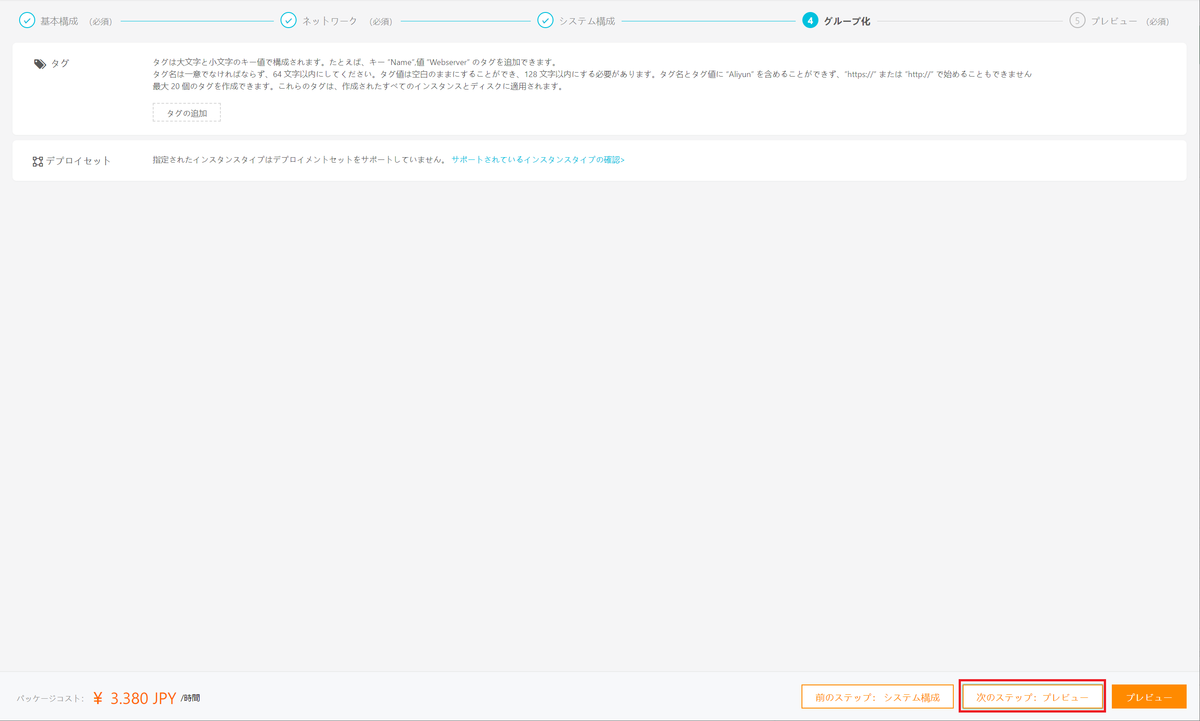 基本構成 (必須)
ネットワーク (必須)
システム構成
4 グループ化
5 プレビュー (必須)
タグ
タグは大文字と小文字のキー値で構成されます。たとえば、キー "Name",値 "Webserver" のタグを追加できます。
タグ名は一意でなければならず、64 文字以内にしてください。タグ値は空白のままにすることができ、128 文字以内にする必要があります。タグ名とタグ値に "Aliyun" を含めることができず、"https://" または "http://" で始めることもできません
最大 20 個のタグを作成できます。これらのタグは、作成されたすべてのインスタンスとディスクに適用されます。
タグの追加
デプロイセット
指定されたインスタンスタイプはデプロイメントセットをサポートしていません。 サポートされているインスタンスタイプの確認>
パッケージコスト: ¥ 3.380 JPY /時間
前のステップ: システム構成
次のステップ: プレビュー
プレビュー